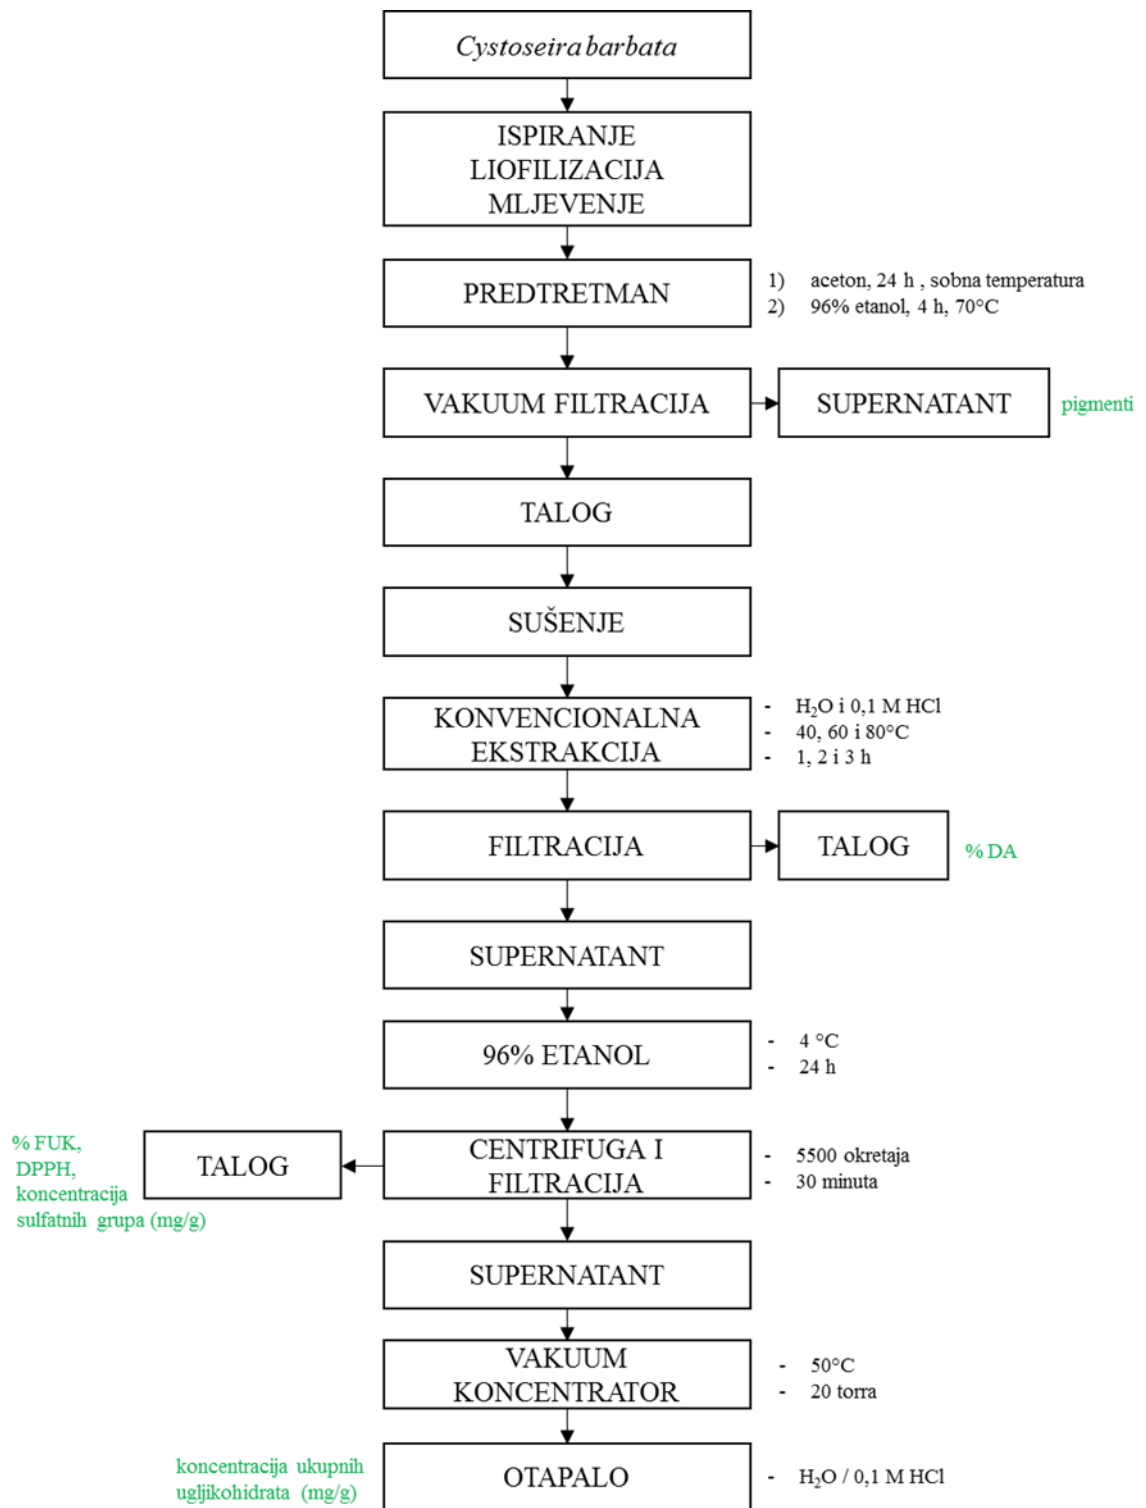 Cystoseira barbata
ISPIRANJE
LIOFILIZACIJA
MLJEVENJE
PREDTRETMAN
1) aceton, 24 h , sobna temperatura
2) 96% etanol, 4 h, 70°C
VAKUUM FILTRACIJA
SUPERNATANT
pigmenti
TALOG
SUŠENJE
KONVENCIONALNA
EKSTRAKCIJA
- H₂O i 0,1 M HCl
- 40, 60 i 80°C
- 1, 2 i 3 h
FILTRACIJA
TALOG
% DA
SUPERNATANT
96% ETANOL
- 4 °C
- 24 h
% FUK,
DPPH,
koncentracija
sulfatnih grupa (mg/g)
TALOG
CENTRIFUGA I
FILTRACIJA
- 5500 okretaja
- 30 minuta
SUPERNATANT
VAKUUM
KONCENTRATOR
- 50°C
- 20 torra
koncentracija ukupnih
ugljikohidrata (mg/g)
OTAPALO
- H₂O / 0,1 M HCl